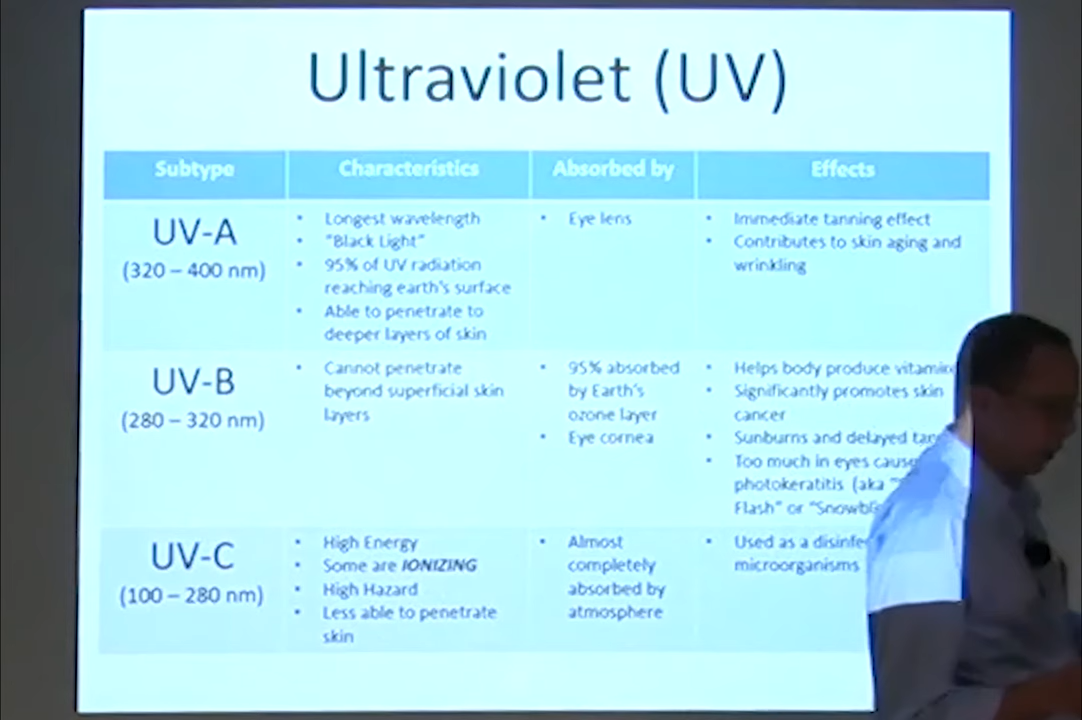 Ultraviolet (UV)
Subtype Characteristics Absorbed by Effects
UV-A
(320 – 400 nm)
• Longest wavelength
• "Black Light"
• 95% of UV radiation
reaching earth's surface
• Able to penetrate to
deeper layers of skin
• Eye lens
• Immediate tanning effect
• Contributes to skin aging and
wrinkling
UV-B
(280 – 320 nm)
• Cannot penetrate
beyond superficial skin
layers
• 95% absorbed
by Earth's
ozone layer
• Eye cornea
• Helps body produce
• Significantly promotes skin
cancer
• Sunburns and delayed
• Too much in eyes
photokeratitis (aka
Flash" or
UV-C
(100 – 280 nm)
• High Energy
• Some are IONIZING
• High Hazard
• Less able to penetrate
skin
• Almost
completely
absorbed by
atmosphere
• Used as a
microorganisms